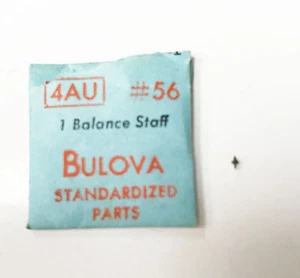 4AU #56
1 Balance Staff
BULOVA
STANDARDIZED
PARTS